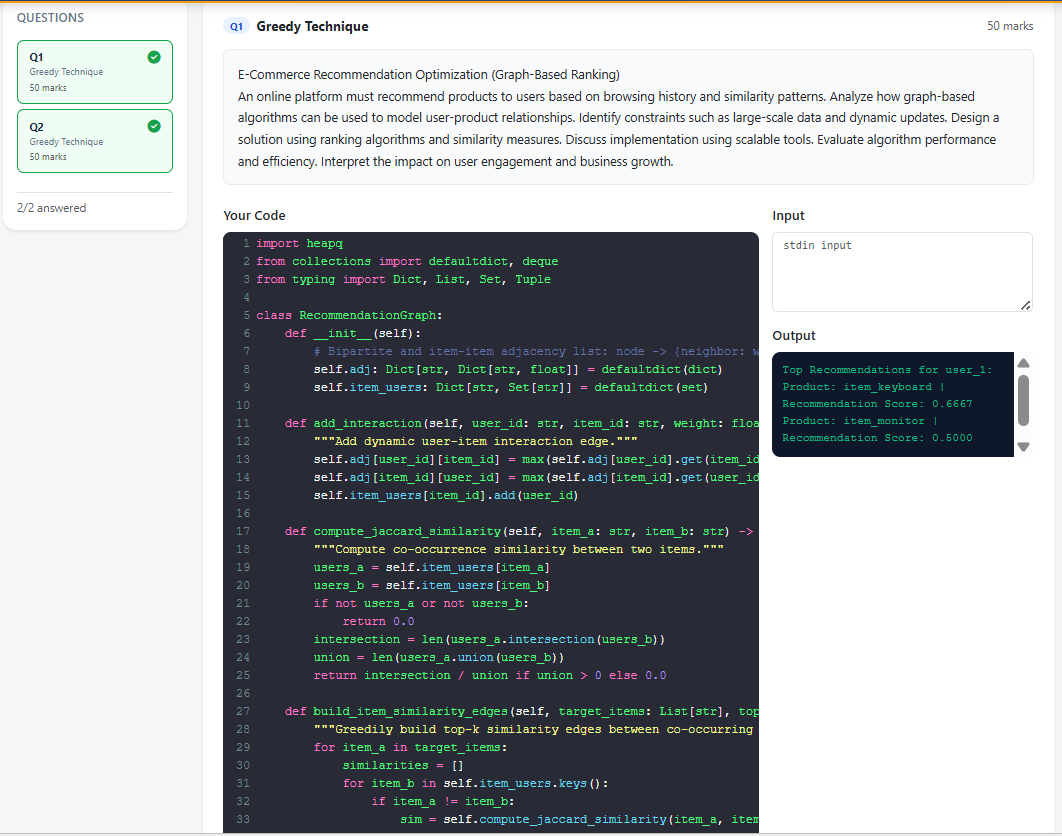 QUESTIONS
Q1
Greedy Technique
50 marks
Q2
Greedy Technique
50 marks
2/2 answered
Q1 Greedy Technique
50 marks
E-Commerce Recommendation Optimization (Graph-Based Ranking)
An online platform must recommend products to users based on browsing history and similarity patterns. Analyze how graph-based
algorithms can be used to model user-product relationships. Identify constraints such as large-scale data and dynamic updates. Design a
solution using ranking algorithms and similarity measures. Discuss implementation using scalable tools. Evaluate algorithm performance
and efficiency. Interpret the impact on user engagement and business growth.
Your Code
1 import heapq
2 from collections import defaultdict, deque
3 from typing import Dict, List, Set, Tuple
4
5 class RecommendationGraph:
6     def __init__(self):
7         # Bipartite and item-item adjacency list: node -> {neighbor: w
8         self.adj: Dict[str, Dict[str, float]] = defaultdict(dict)
9         self.item_users: Dict[str, Set[str]] = defaultdict(set)
10
11     def add_interaction(self, user_id: str, item_id: str, weight: floa
12         """Add dynamic user-item interaction edge."""
13         self.adj[user_id][item_id] = max(self.adj[user_id].get(item_id
14         self.adj[item_id][user_id] = max(self.adj[item_id].get(user_id
15         self.item_users[item_id].add(user_id)
16
17     def compute_jaccard_similarity(self, item_a: str, item_b: str) ->
18         """Compute co-occurrence similarity between two items."""
19         users_a = self.item_users[item_a]
20         users_b = self.item_users[item_b]
21         if not users_a or not users_b:
22             return 0.0
23         intersection = len(users_a.intersection(users_b))
24         union = len(users_a.union(users_b))
25         return intersection / union if union > 0 else 0.0
26
27     def build_item_similarity_edges(self, target_items: List[str], top
28         """Greedily build top-k similarity edges between co-occurring
29         for item_a in target_items:
30             similarities = []
31             for item_b in self.item_users.keys():
32                 if item_a != item_b:
33                     sim = self.compute_jaccard_similarity(item_a, item
Input
stdin input
Output
Top Recommendations for user_1:
Product: item_keyboard |
Recommendation Score: 0.6667
Product: item_monitor |
Recommendation Score: 0.5000